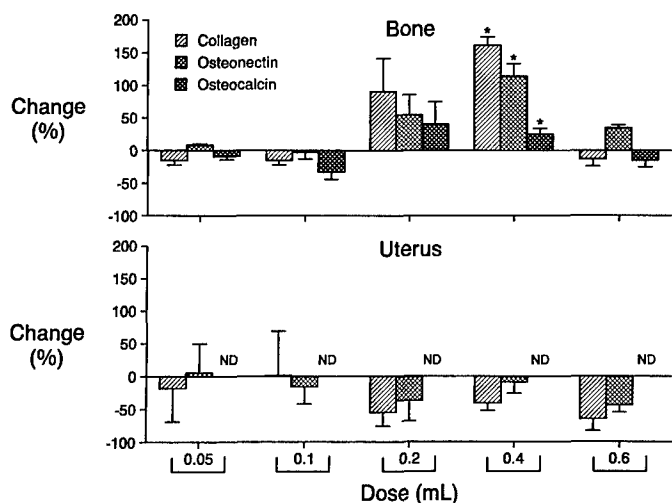 Bone
Collagen
Osteonectin
Osteocalcin
Change
(%)
200
150
100
50
0
-50
-100
* * *
Uterus
Change
(%)
200
150
100
50
0
-50
-100
ND ND ND ND ND
0.05 0.1 0.2 0.4 0.6
Dose (mL)